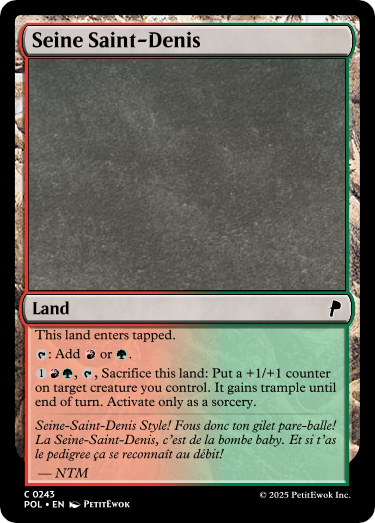 Seine Saint-Denis
Land
This land enters tapped.
: Add or .
1 , , Sacrifice this land: Put a +1/+1 counter
on target creature you control. It gains trample until
end of turn. Activate only as a sorcery.
Seine-Saint-Denis Style! Fous donc ton gilet pare-balle!
La Seine-Saint-Denis, c'est de la bombe baby. Et si t'as
le pedigree ça se reconnaît au débit!
— NTM
C 0243
POL • EN PetitEwok
© 2025 PetitEwok Inc.